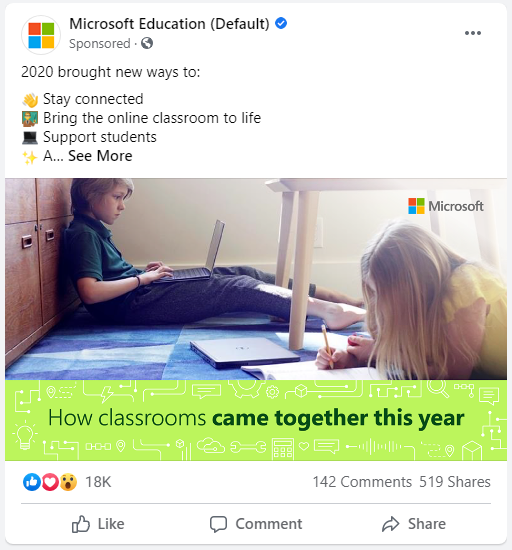 Microsoft Education (Default)
Sponsored ·
2020 brought new ways to:
👋 Stay connected
👨‍🏫 Bring the online classroom to life
💻 Support students
✨ A... See More
Microsoft
How classrooms came together this year
18K
142 Comments 519 Shares
Like Comment Share